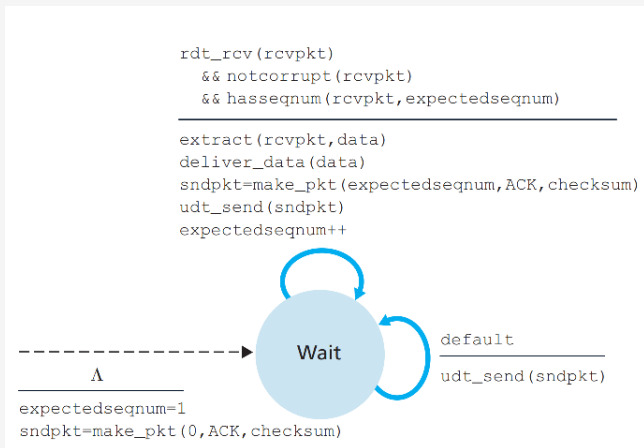 rdt_rcv(rcvpkt)
&& notcorrupt(rcvpkt)
&& hasseqnum(rcvpkt,expectedseqnum)
extract(rcvpkt,data)
deliver_data(data)
sndpkt=make_pkt(expectedseqnum,ACK,checksum)
udt_send(sndpkt)
expectedseqnum++
Wait
default
udt_send(sndpkt)
Λ
expectedseqnum=1
sndpkt=make_pkt(0,ACK,checksum)